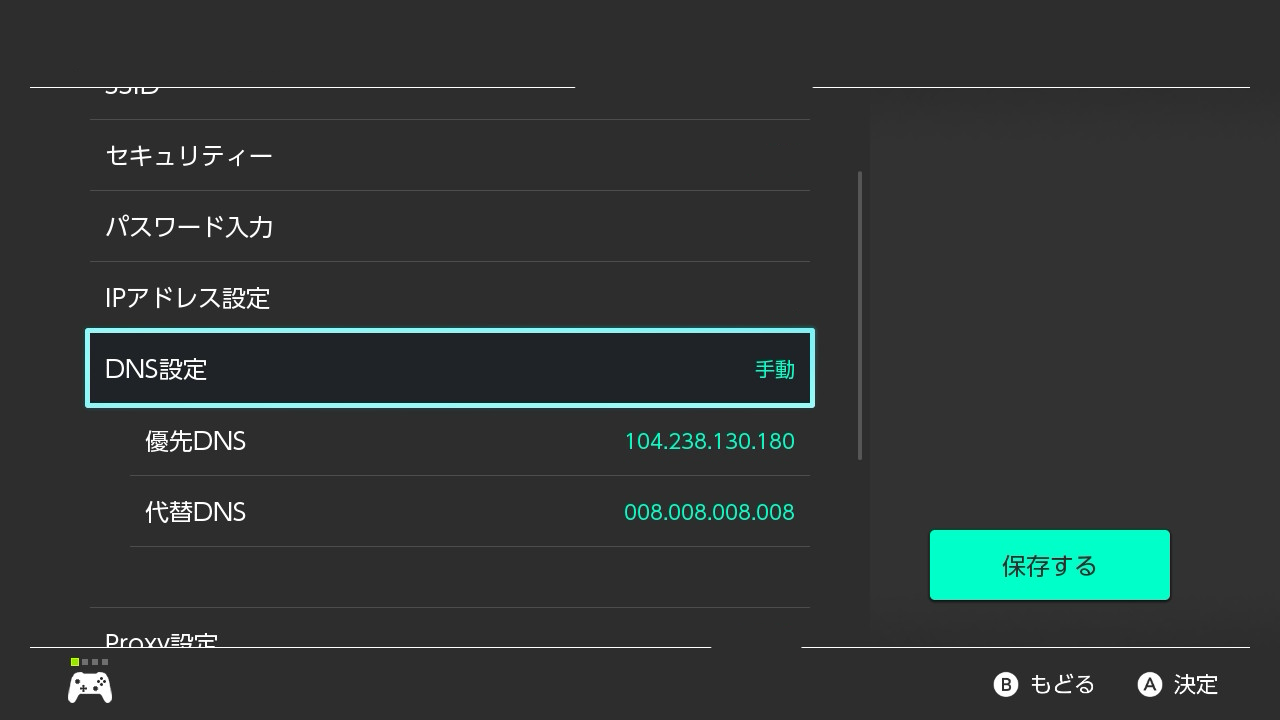 SSID
セキュリティー
パスワード入力
IPアドレス設定
DNS設定 手動
優先DNS 104.238.130.180
代替DNS 008.008.008.008
保存する
Proxy設定
B もどる A 決定